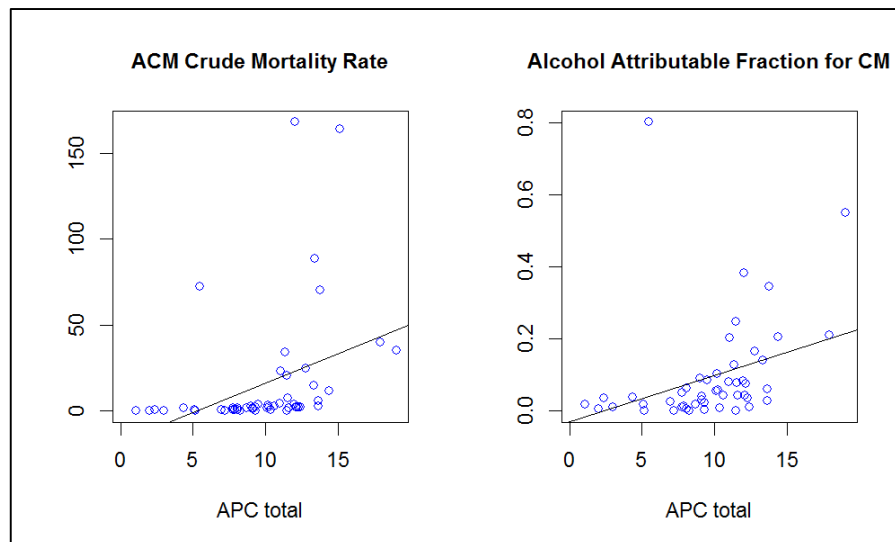 ACM Crude Mortality Rate
150
100
50
0
0 5 10 15
APC total
Alcohol Attributable Fraction for CM
0.8
0.6
0.4
0.2
0.0
0 5 10 15
APC total